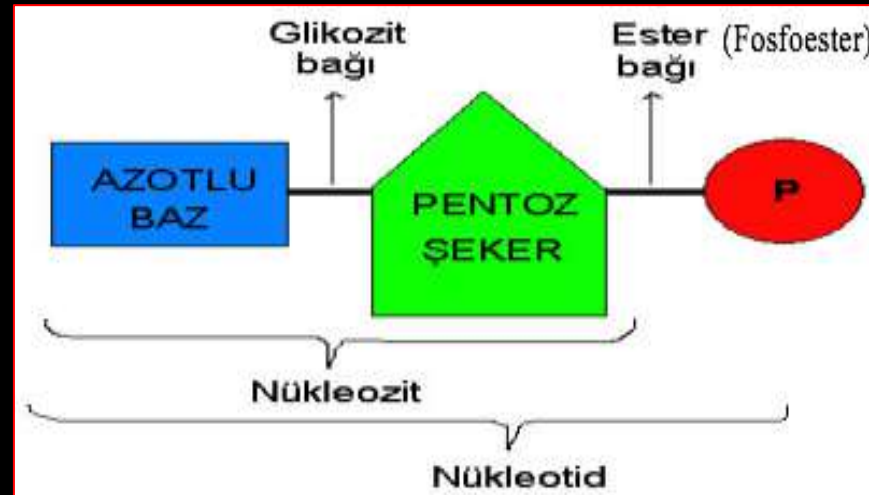 Glikozit
bağı
Ester (Fosfoester)
bağı
AZOTLU
BAZ
PENTOZ
ŞEKER
P
Nükleozit
Nükleotid